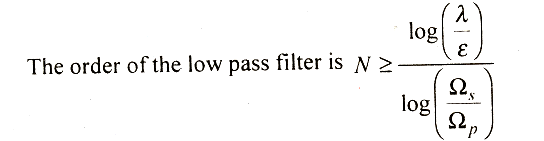 The order of the low pass filter is N ≥ log(λ/ε) / log(Ωₛ/Ωₚ)